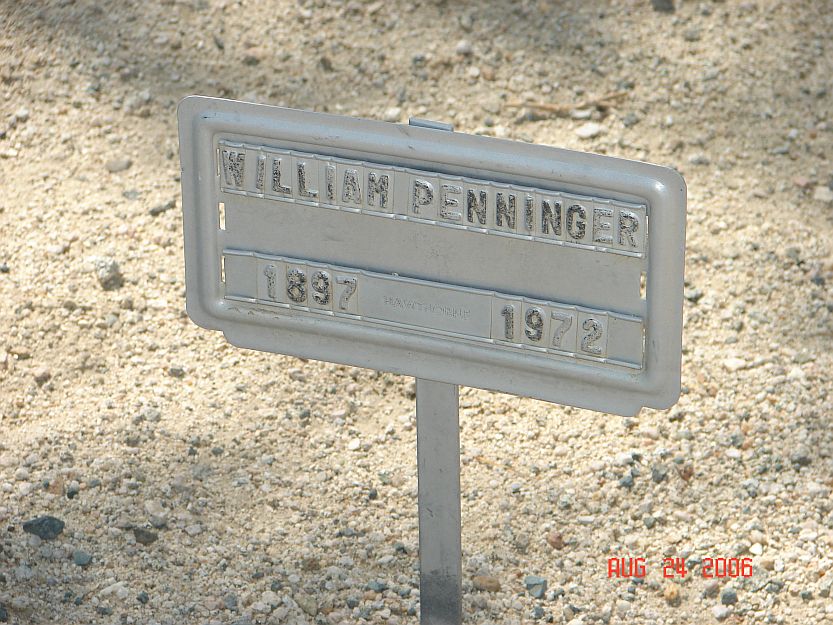 WILLIAM PENNINGER
1897 HAWTHORNE 1972
AUG 24 2006